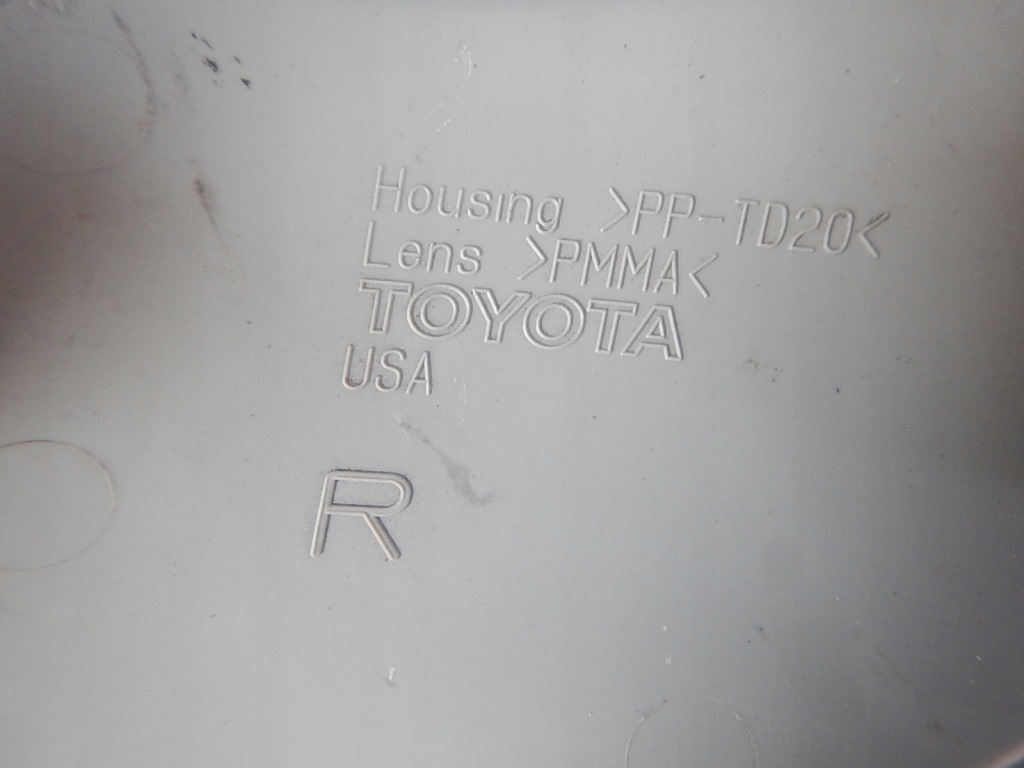 Housing >PP-TD20<
Lens >PMMA<
TOYOTA
USA
R